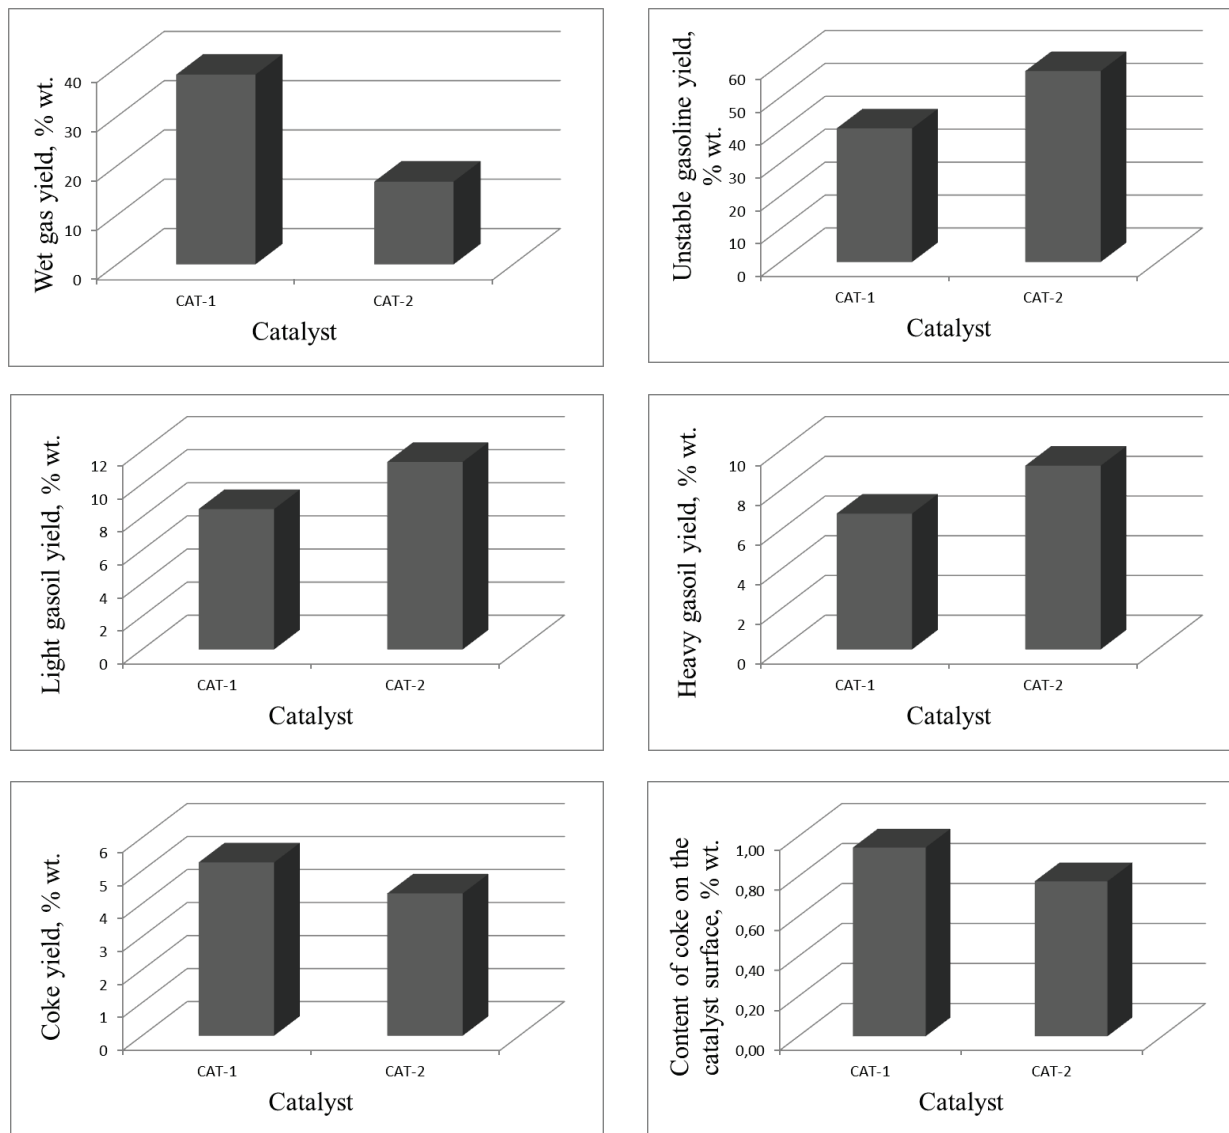 Wet gas yield, % wt.
40
30
20
10
0
CAT-1 CAT-2
Catalyst
Unstable gasoline yield,
% wt.
60
50
40
30
20
10
0
CAT-1 CAT-2
Catalyst
Light gasoil yield, % wt.
12
10
8
6
4
2
0
CAT-1 CAT-2
Catalyst
Heavy gasoil yield, % wt.
10
8
6
4
2
0
CAT-1 CAT-2
Catalyst
Coke yield, % wt.
6
5
4
3
2
1
0
CAT-1 CAT-2
Catalyst
Content of coke on the
catalyst surface, % wt.
1,00
0,80
0,60
0,40
0,20
0,00
CAT-1 CAT-2
Catalyst